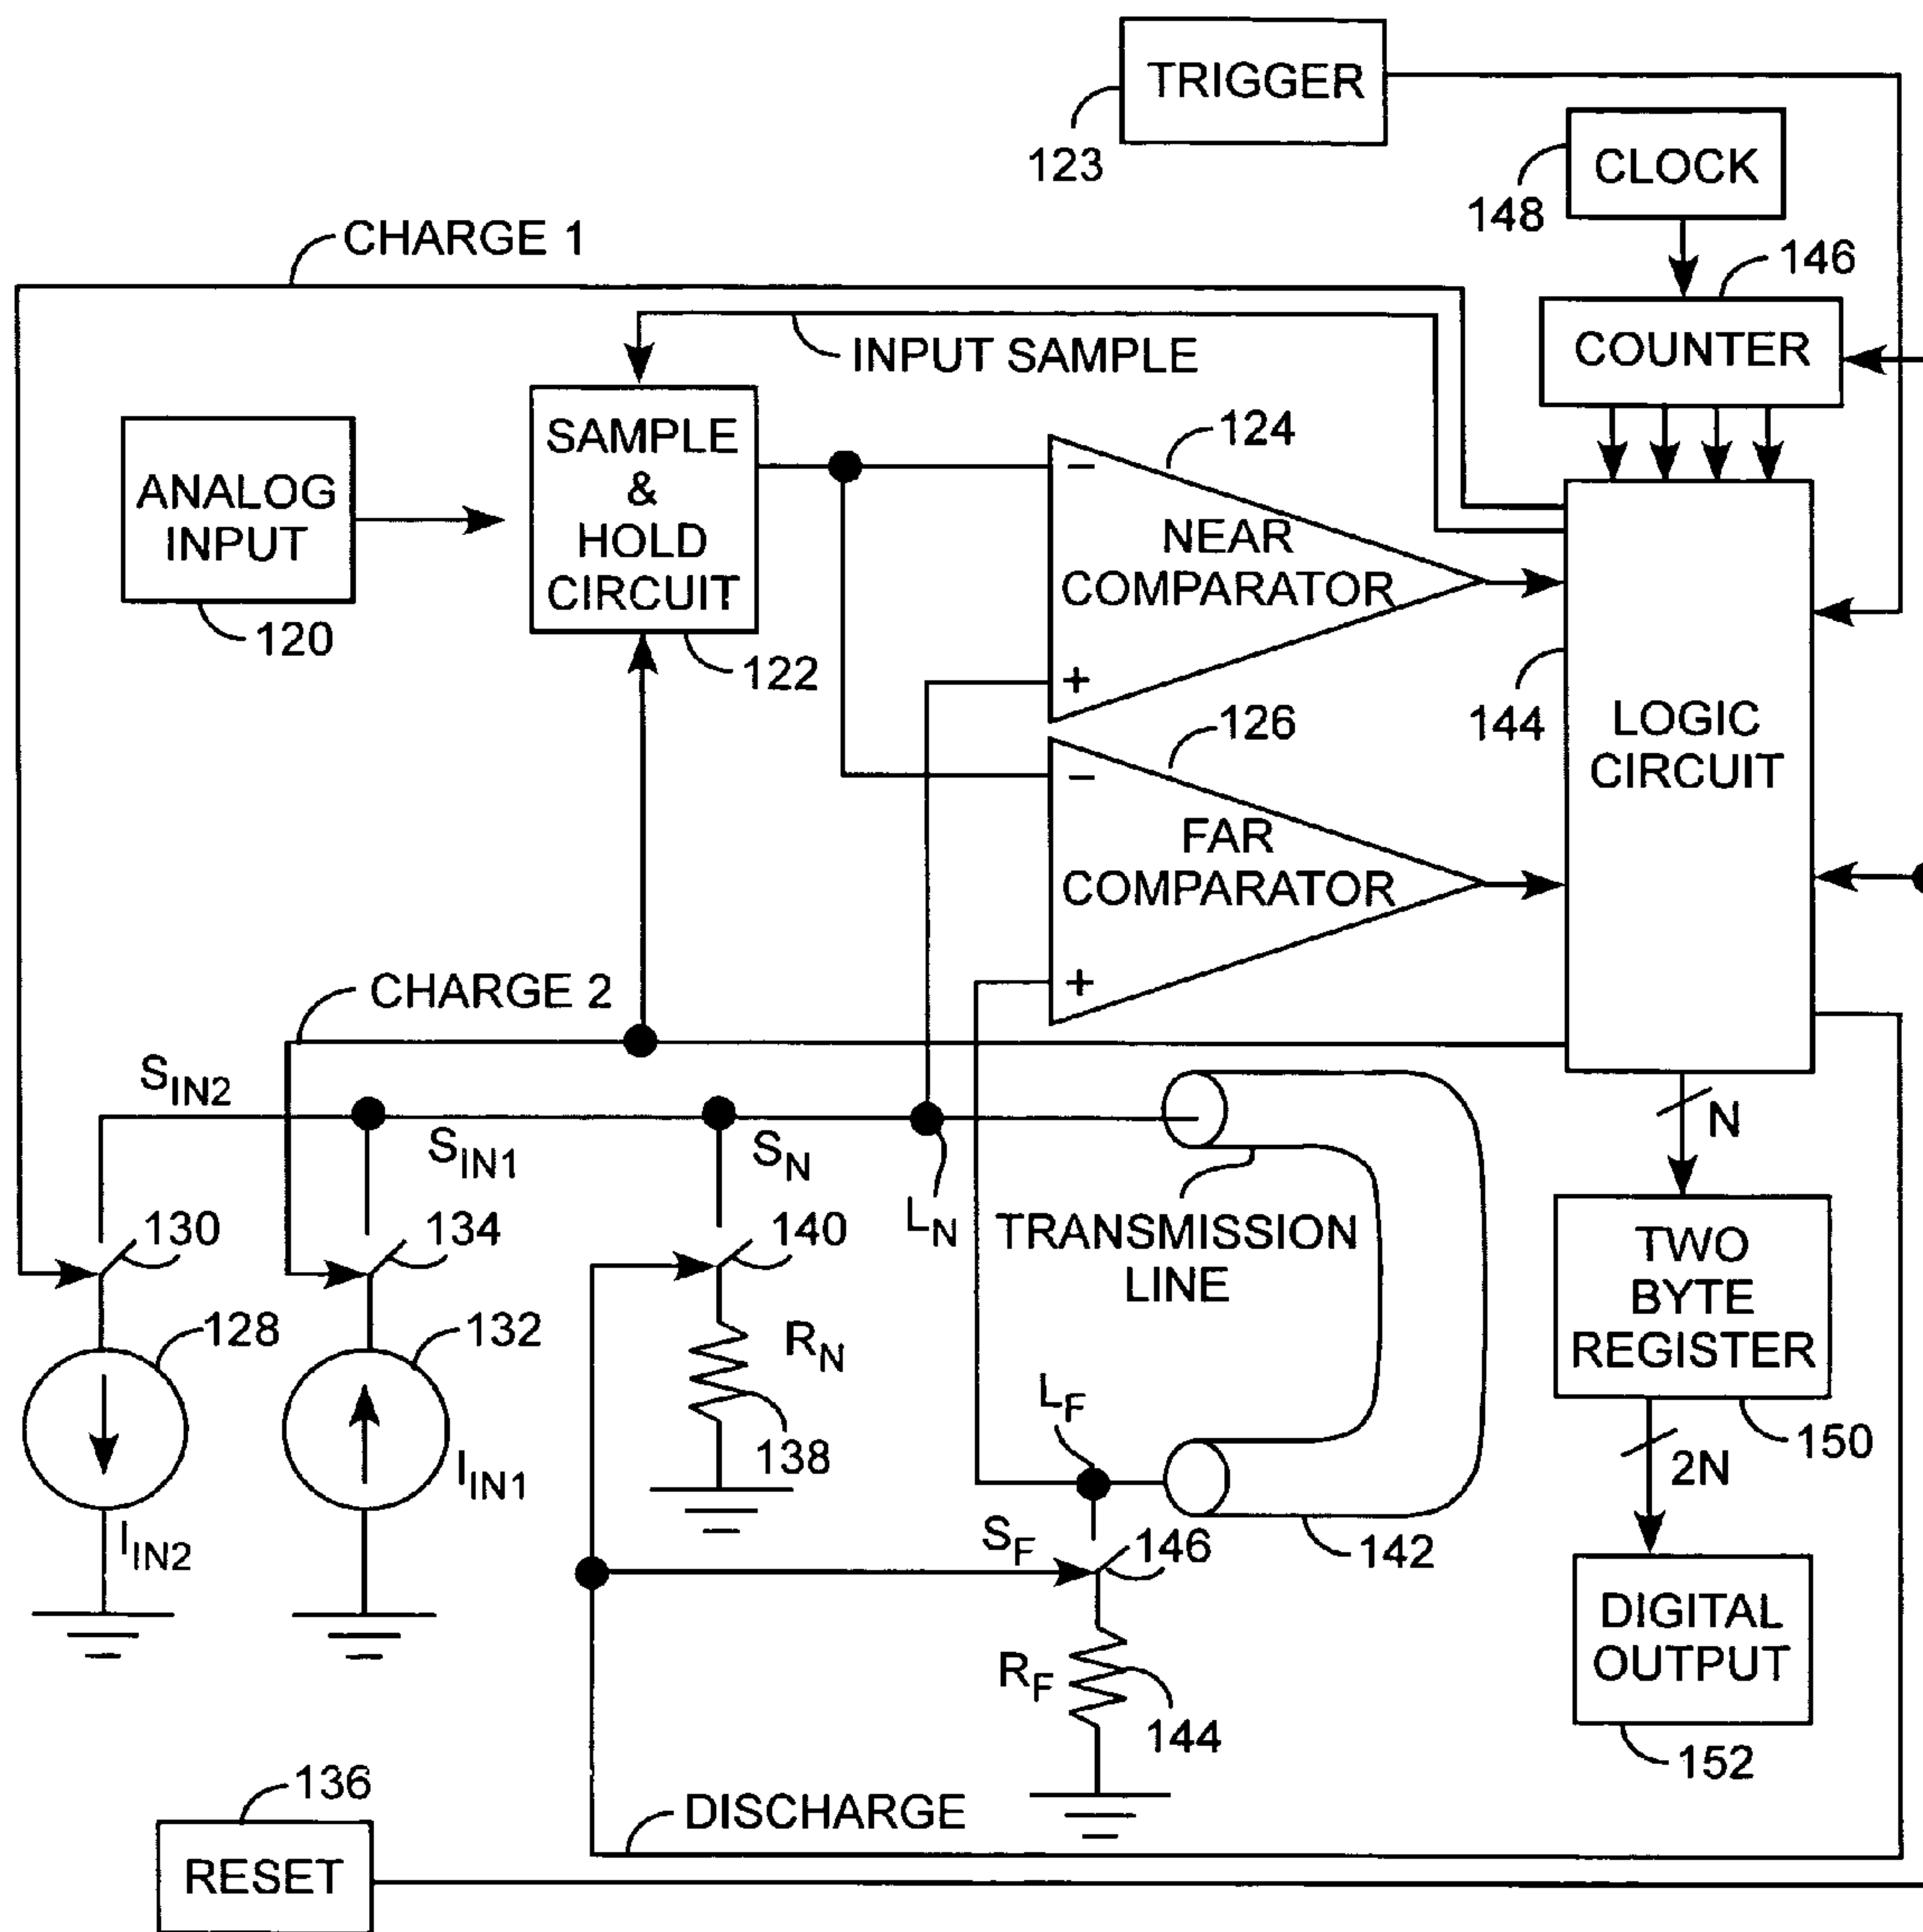 TRIGGER
123
CLOCK
148
CHARGE 1
146
INPUT SAMPLE
COUNTER
SAMPLE
&
HOLD
CIRCUIT
122
ANALOG
INPUT
120
124
−
NEAR
COMPARATOR
+
126
−
FAR
COMPARATOR
+
144
LOGIC
CIRCUIT
CHARGE 2
SIN2
SIN1
SN
LN
N
130
134
140
TRANSMISSION
LINE
TWO
BYTE
REGISTER
150
128
132
RN
138
LF
2N
IIN1
IIN2
SF
146
142
DIGITAL
OUTPUT
152
RF
144
136
DISCHARGE
RESET